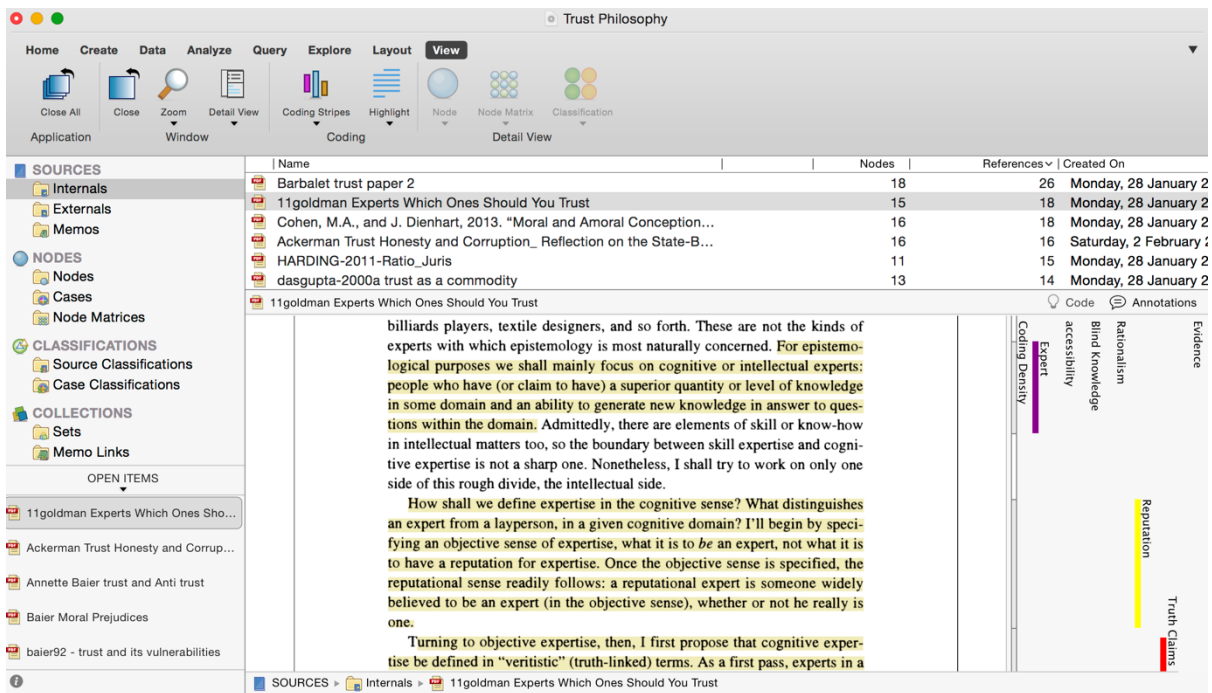 Trust Philosophy
Home Create Data Analyze Query Explore Layout View
Close All Close Zoom Detail View Coding Stripes Highlight Node Node Matrix Classification
Application Window Coding Detail View
SOURCES
Internals
Externals
Memos
NODES
Nodes
Cases
Node Matrices
CLASSIFICATIONS
Source Classifications
Case Classifications
COLLECTIONS
Sets
Memo Links
OPEN ITEMS
11goldman Experts Which Ones Sho...
Ackerman Trust Honesty and Corrup...
Annette Baier trust and Anti trust
Baier Moral Prejudices
baier92 - trust and its vulnerabilities
Name Nodes References Created On
Barbalet trust paper 2 18 26 Monday, 28 January 2
11goldman Experts Which Ones Should You Trust 15 18 Monday, 28 January 2
Cohen, M.A., and J. Dienhart, 2013. “Moral and Amoral Conception... 16 18 Monday, 28 January 2
Ackerman Trust Honesty and Corruption_ Reflection on the State-B... 16 16 Saturday, 2 February 2
HARDING-2011-Ratio_Juris 11 15 Monday, 28 January 2
dasgupta-2000a trust as a commodity 13 14 Monday, 28 January 2
11goldman Experts Which Ones Should You Trust Code Annotations
billiards players, textile designers, and so forth. These are not the kinds of
experts with which epistemology is most naturally concerned. For epistemo-
logical purposes we shall mainly focus on cognitive or intellectual experts:
people who have (or claim to have) a superior quantity or level of knowledge
in some domain and an ability to generate new knowledge in answer to ques-
tions within the domain. Admittedly, there are elements of skill or know-how
in intellectual matters too, so the boundary between skill expertise and cogni-
tive expertise is not a sharp one. Nonetheless, I shall try to work on only one
side of this rough divide, the intellectual side.
How shall we define expertise in the cognitive sense? What distinguishes
an expert from a layperson, in a given cognitive domain? I’ll begin by speci-
fying an objective sense of expertise, what it is to be an expert, not what it is
to have a reputation for expertise. Once the objective sense is specified, the
reputational sense readily follows: a reputational expert is someone widely
believed to be an expert (in the objective sense), whether or not he really is
one.
Turning to objective expertise, then, I first propose that cognitive exper-
tise be defined in “veritistic” (truth-linked) terms. As a first pass, experts in a
Coding Density
Expert
accessibility
Blind Knowledge
Rationalism
Reputation
Truth Claims
Evidence
SOURCES Internals 11goldman Experts Which Ones Should You Trust